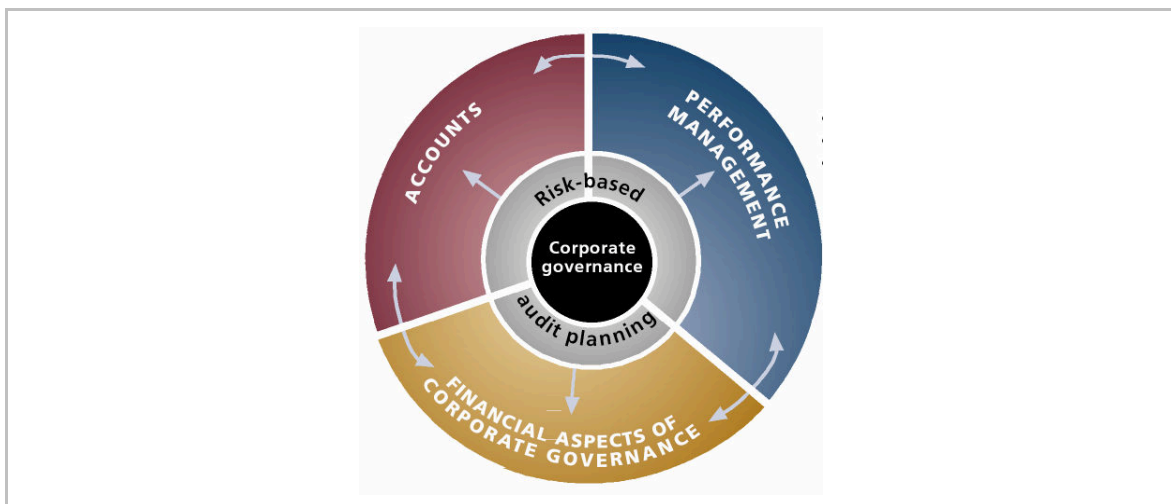 ACCOUNTS
PERFORMANCE
MANAGEMENT
Risk-based
Corporate
governance
audit planning
FINANCIAL ASPECTS OF
CORPORATE GOVERNANCE